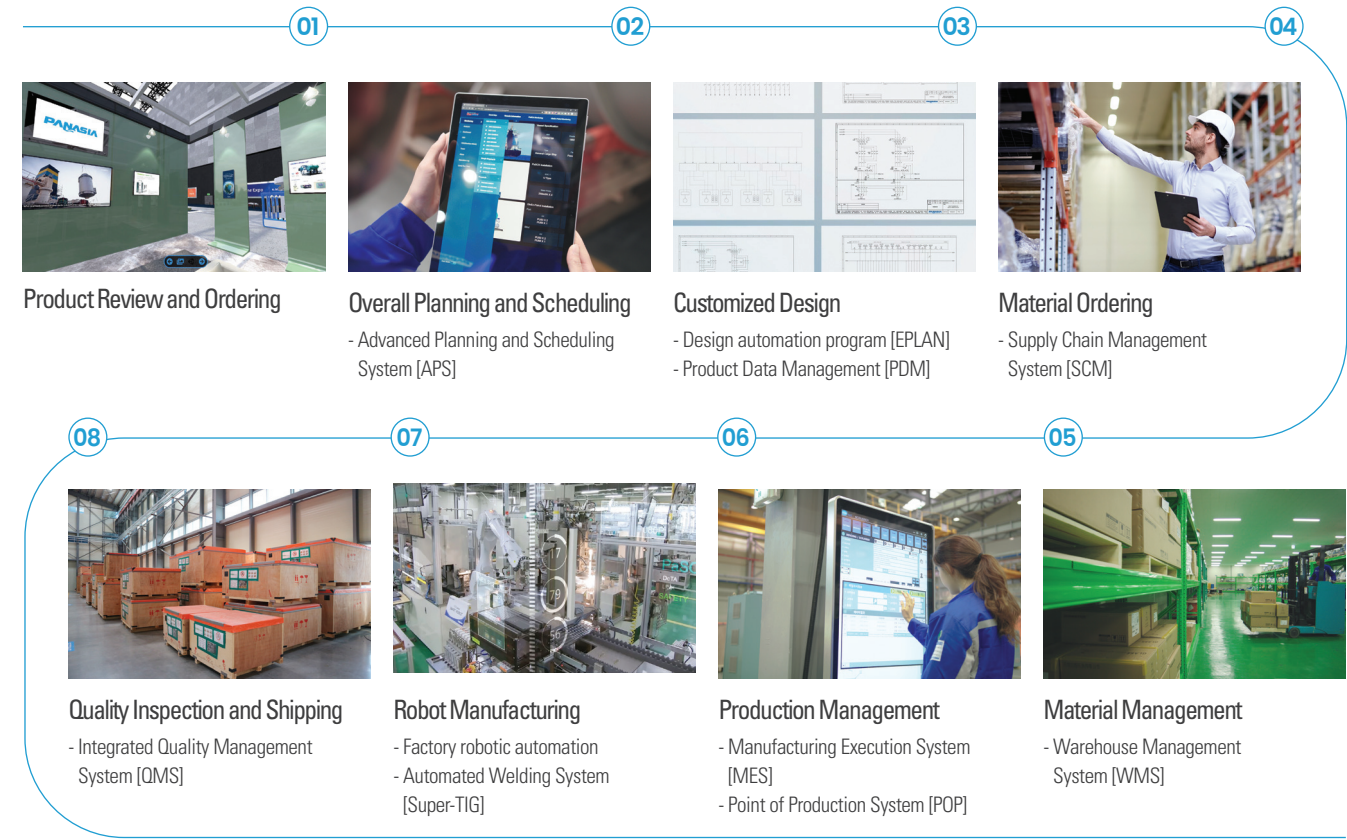 01
02
03
04
PANASIA
Product Review and Ordering
Overall Planning and Scheduling
- Advanced Planning and Scheduling
System [APS]
Customized Design
- Design automation program [EPLAN]
- Product Data Management [PDM]
Material Ordering
- Supply Chain Management
System [SCM]
05
Material Management
- Warehouse Management
System [WMS]
06
Production Management
- Manufacturing Execution System
[MES]
- Point of Production System [POP]
07
Robot Manufacturing
- Factory robotic automation
- Automated Welding System
[Super-TIG]
08
Quality Inspection and Shipping
- Integrated Quality Management
System [QMS]